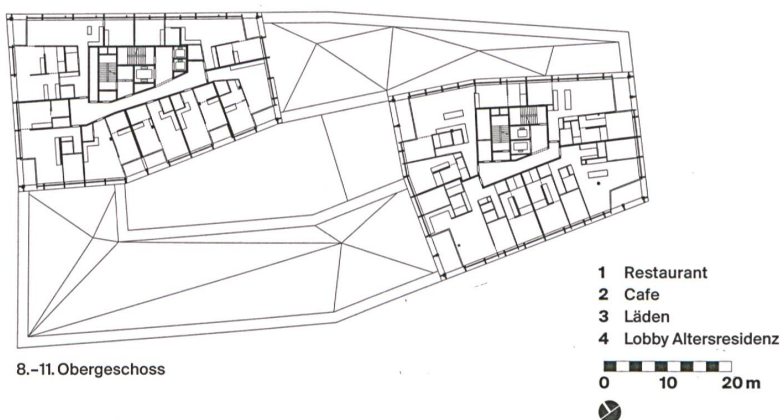 1 Restaurant
2 Cafe
3 Läden
4 Lobby Altersresidenz
8.–11. Obergeschoss
0 10 20 m